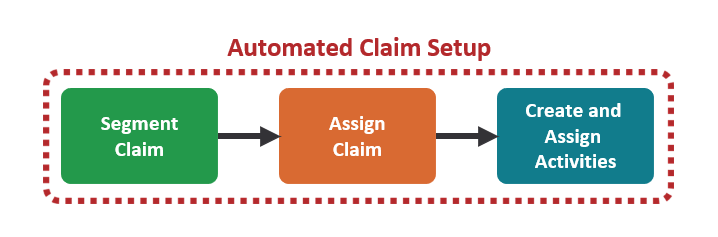 Automated Claim Setup
Segment
Claim
Assign
Claim
Create and
Assign
Activities